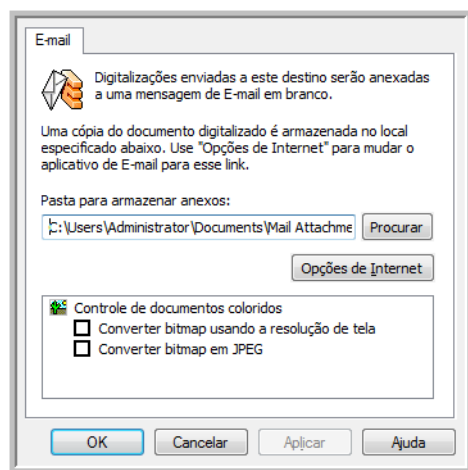 E-mail
Digitalizações enviadas a este destino serão anexadas
a uma mensagem de E-mail em branco.
Uma cópia do documento digitalizado é armazenada no local
especificado abaixo. Use "Opções de Internet" para mudar o
aplicativo de E-mail para esse link.
Pasta para armazenar anexos:
C:\Users\Administrator\Documents\Mail Attachme Procurar
Opções de Internet
Controle de documentos coloridos
Converter bitmap usando a resolução de tela
Converter bitmap em JPEG
OK Cancelar Aplicar Ajuda